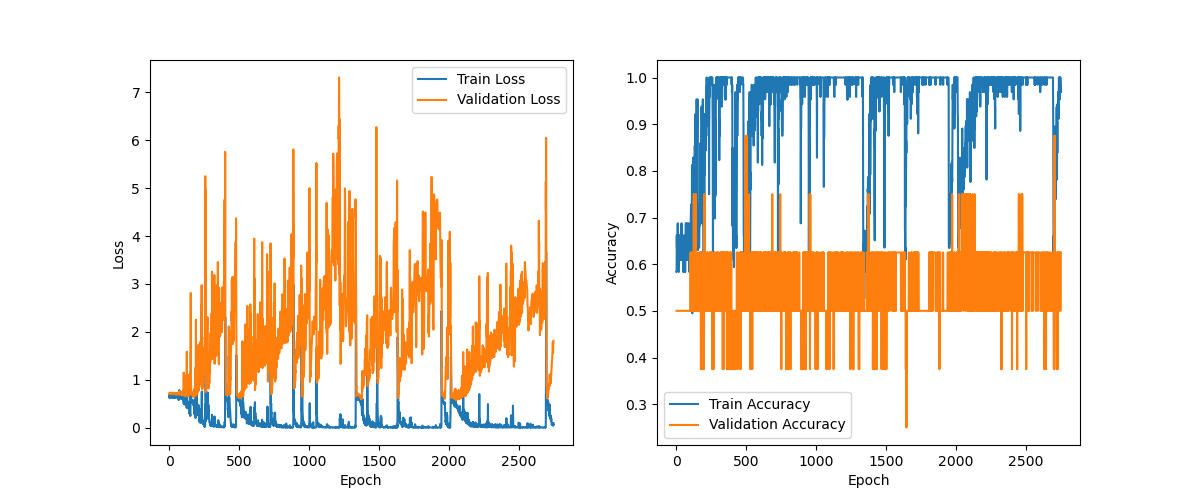 Train Loss
Validation Loss
7
6
5
4
3
2
1
0
Loss
0 500 1000 1500 2000 2500
Epoch
1.0
0.9
0.8
0.7
0.6
0.5
0.4
0.3
Accuracy
Train Accuracy
Validation Accuracy
0 500 1000 1500 2000 2500
Epoch